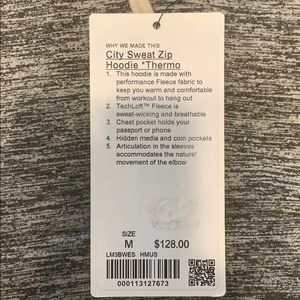 WHY WE MADE THIS
City Sweat Zip
Hoodie *Thermo
1. This hoodie is made with
performance Fleece fabric to
keep you warm and comfortable
from workout to hang out
2. TechLoft™ Fleece is
sweat-wicking and breathable
3. Chest pocket holds your
passport or phone
4. Hidden media and coin pockets
5. Articulation in the sleeves
accommodates the natural
movement of the elbow
SIZE
M $128.00
LM3BWES HMUS
000113127673